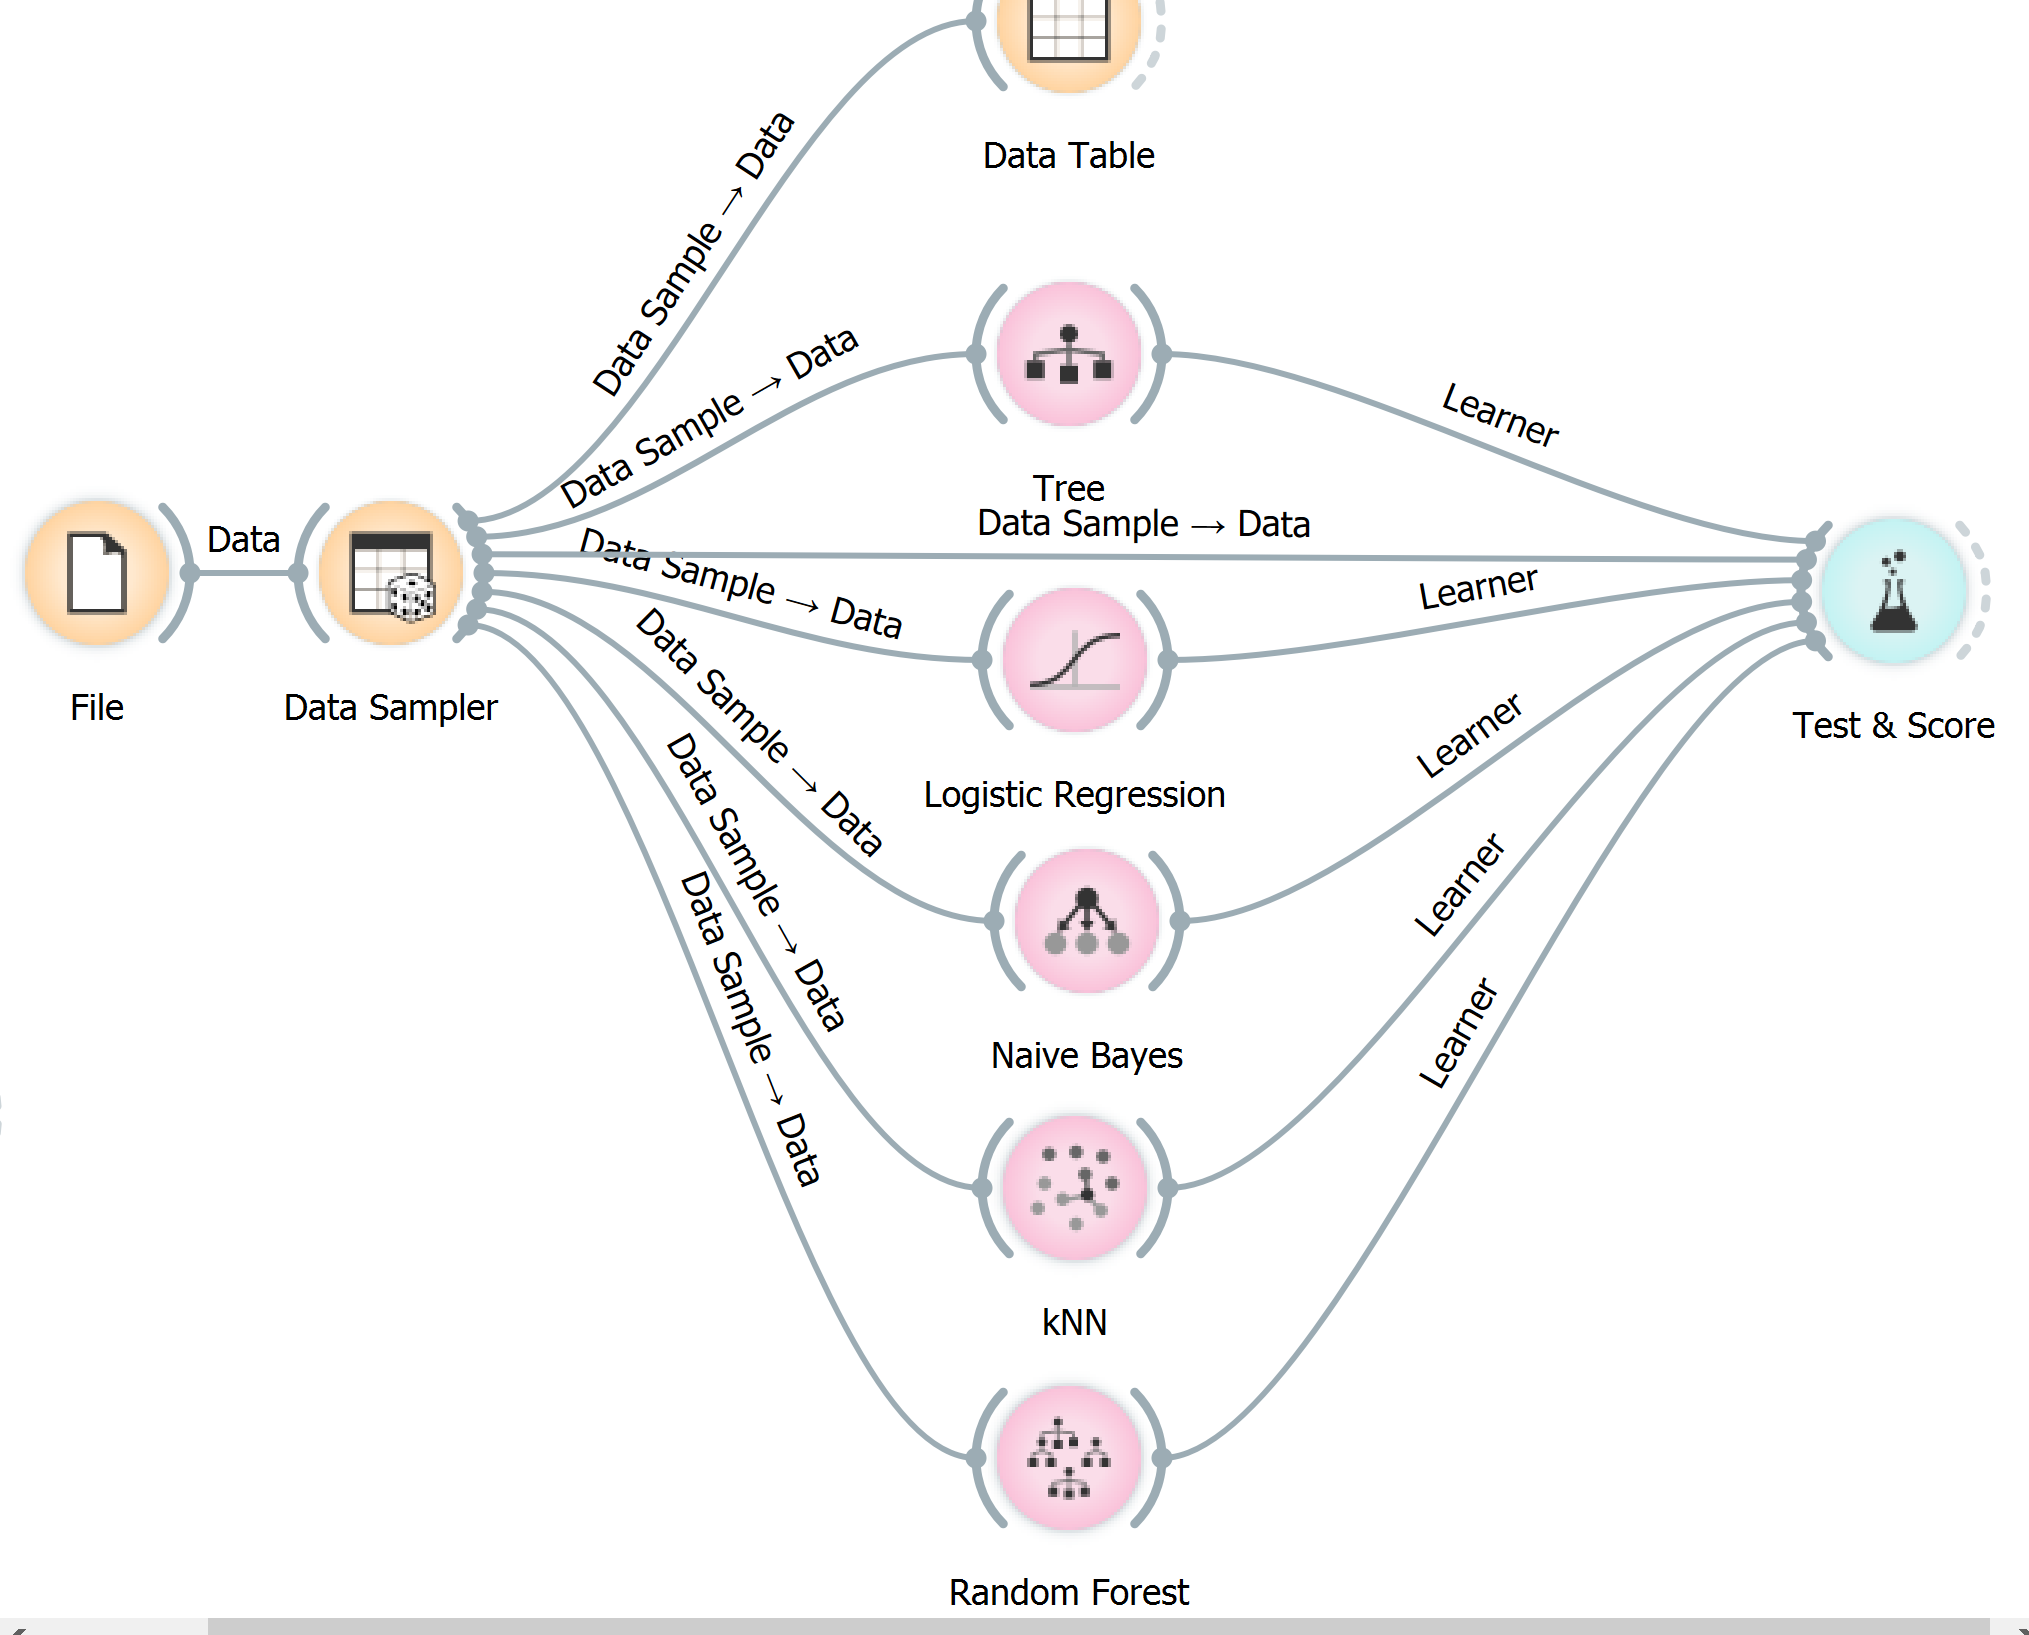 Data Table
Data Sample → Data
Data Sample → Data
Learner
Tree
Data Sample → Data
Data
Data Sample → Data
Learner
File
Data Sampler
Test & Score
Data Sample → Data
Learner
Logistic Regression
Data Sample → Data
Learner
Naive Bayes
Data Sample → Data
Learner
kNN
Random Forest